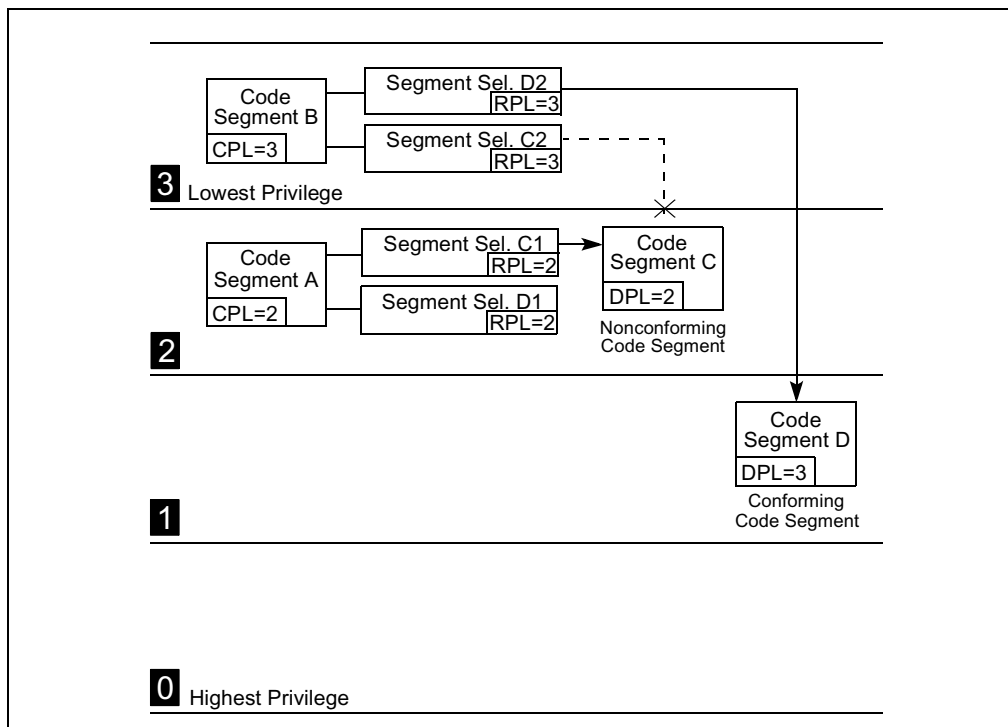 Code
Segment B
CPL=3
Segment Sel. D2
RPL=3
Segment Sel. C2
RPL=3
3 Lowest Privilege
Code
Segment A
CPL=2
Segment Sel. C1
RPL=2
Segment Sel. D1
RPL=2
Code
Segment C
DPL=2
Nonconforming
Code Segment
2
Code
Segment D
DPL=3
Conforming
Code Segment
1
0 Highest Privilege